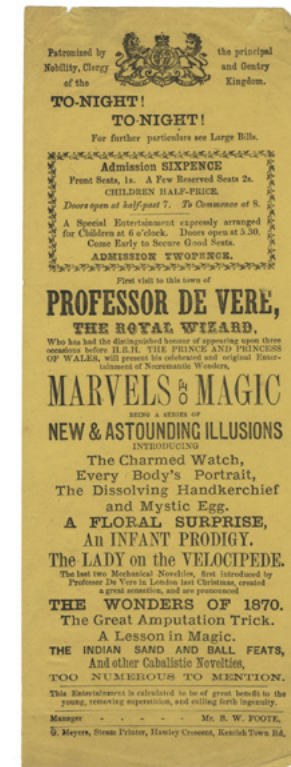 Patronized by the principal
Nobility, Clergy and Gentry
of the Kingdom.
TO-NIGHT!
TO-NIGHT!
For further particulars see Large Bills.
Admission SIXPENCE
Front Seats, 1s. A Few Reserved Seats 2s.
CHILDREN HALF-PRICE.
Doors open at half-past 7. To Commence at 8.
A Special Entertainment expressly arranged
for Children at 6 o'clock. Doors open at 5.30.
Come Early to Secure Good Seats.
ADMISSION TWOPENCE.
First visit to this town of
PROFESSOR DE VERE,
THE ROYAL WIZARD,
Who has had the distinguished honour of appearing upon three
occasions before H.R.H. THE PRINCE AND PRINCESS
OF WALES, will present his celebrated and original Enter-
tainment of Necromantic Wonders,
MARVELS OF MAGIC
BEING A SERIES OF
NEW & ASTOUNDING ILLUSIONS
INTRODUCING
The Charmed Watch,
Every Body's Portrait,
The Dissolving Handkerchief
and Mystic Egg.
A FLORAL SURPRISE,
An INFANT PRODIGY.
The LADY on the VELOCIPEDE.
The last two Mechanical Novelties, first introduced by
Professor De Vere in London last Christmas, created
a great sensation, and are pronounced
THE WONDERS OF 1870.
The Great Amputation Trick.
A Lesson in Magic.
THE INDIAN SAND AND BALL FEATS,
And other Cabalistic Novelties,
TOO NUMEROUS TO MENTION.
This Entertainment is calculated to be of great benefit to the
young, removing superstition, and calling forth ingenuity.
Manager - - - - - Mr. B. W. FOOTE,
G. Meyers, Steam Printer, Hawley Crescent, Kentish Town Rd.